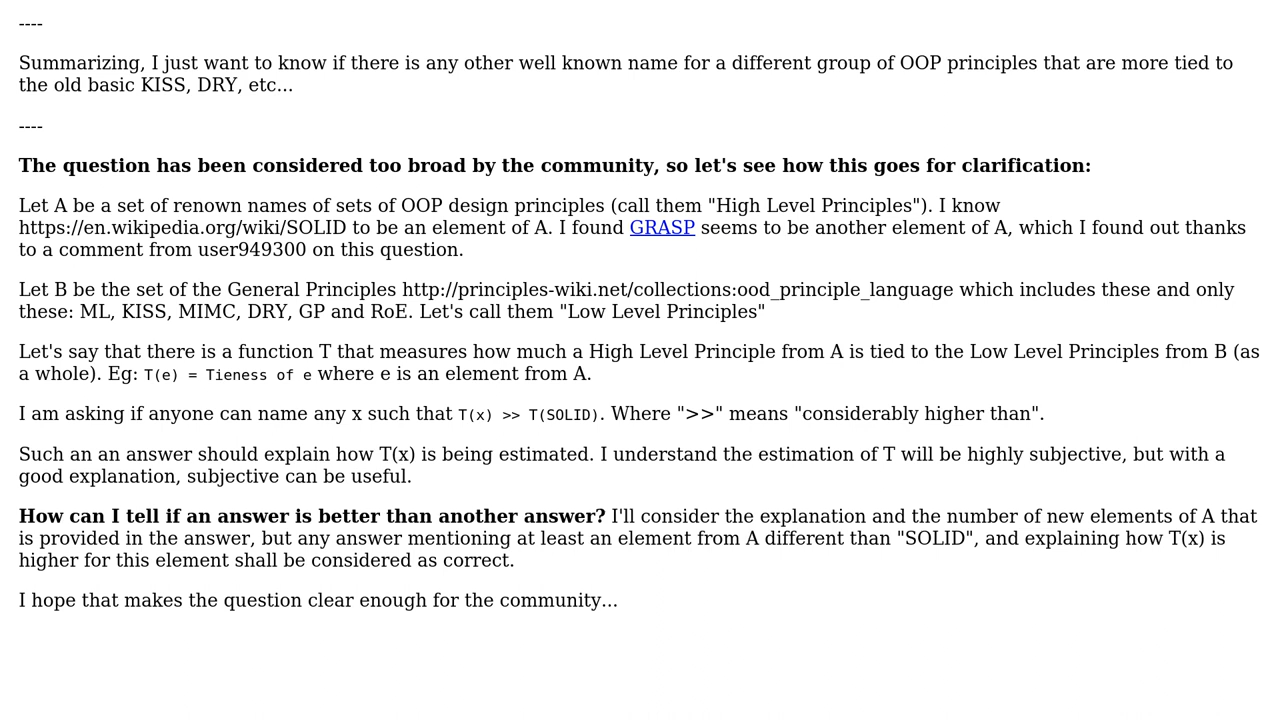 ----
Summarizing, I just want to know if there is any other well known name for a different group of OOP principles that are more tied to
the old basic KISS, DRY, etc...
----
The question has been considered too broad by the community, so let's see how this goes for clarification:
Let A be a set of renown names of sets of OOP design principles (call them "High Level Principles"). I know
https://en.wikipedia.org/wiki/SOLID to be an element of A. I found GRASP seems to be another element of A, which I found out thanks
to a comment from user949300 on this question.
Let B be the set of the General Principles http://principles-wiki.net/collections:ood_principle_language which includes these and only
these: ML, KISS, MIMC, DRY, GP and RoE. Let's call them "Low Level Principles"
Let's say that there is a function T that measures how much a High Level Principle from A is tied to the Low Level Principles from B (as
a whole). Eg: T(e) = Tieness of e where e is an element from A.
I am asking if anyone can name any x such that T(x) >> T(SOLID). Where ">>" means "considerably higher than".
Such an an answer should explain how T(x) is being estimated. I understand the estimation of T will be highly subjective, but with a
good explanation, subjective can be useful.
How can I tell if an answer is better than another answer? I'll consider the explanation and the number of new elements of A that
is provided in the answer, but any answer mentioning at least an element from A different than "SOLID", and explaining how T(x) is
higher for this element shall be considered as correct.
I hope that makes the question clear enough for the community...